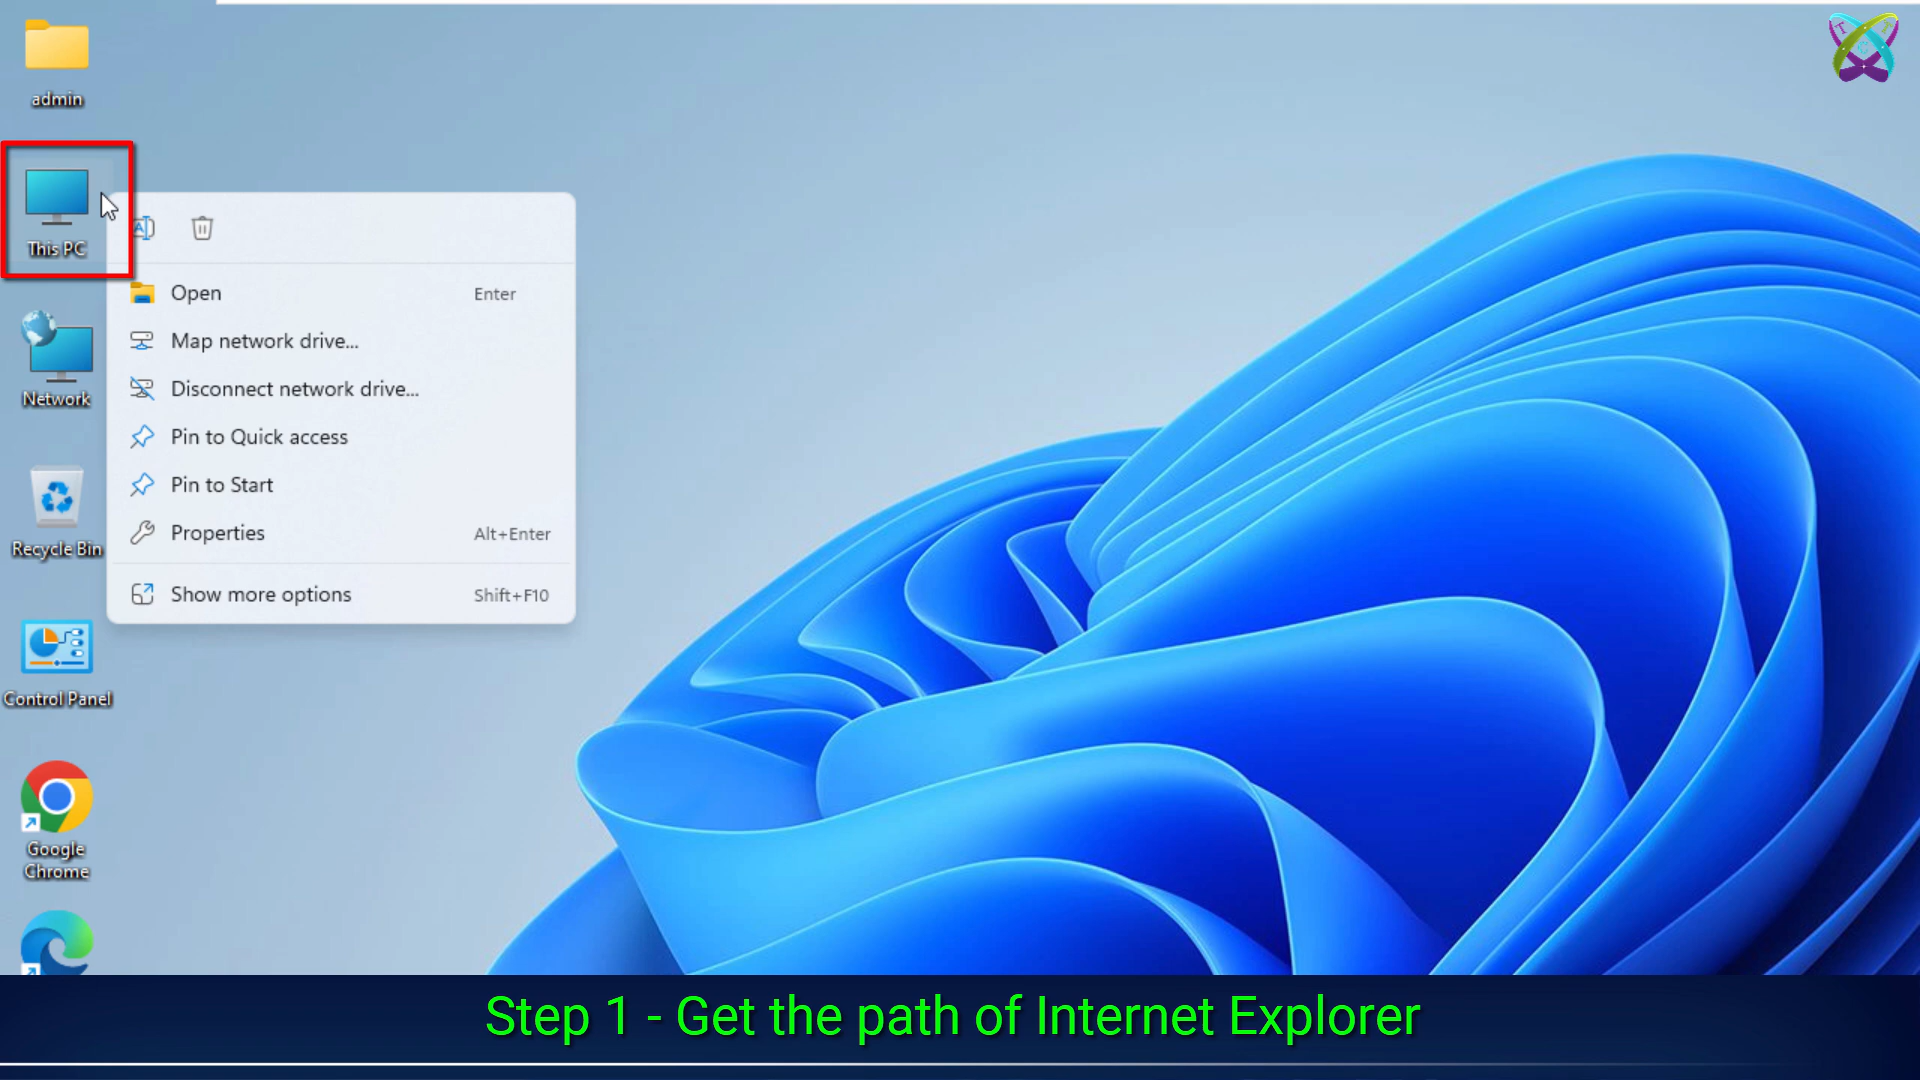 admin
This PC
Open Enter
Map network drive...
Disconnect network drive...
Pin to Quick access
Pin to Start
Properties Alt+Enter
Show more options Shift+F10
Network
Recycle Bin
Control Panel
Google
Chrome
Step 1 - Get the path of Internet Explorer